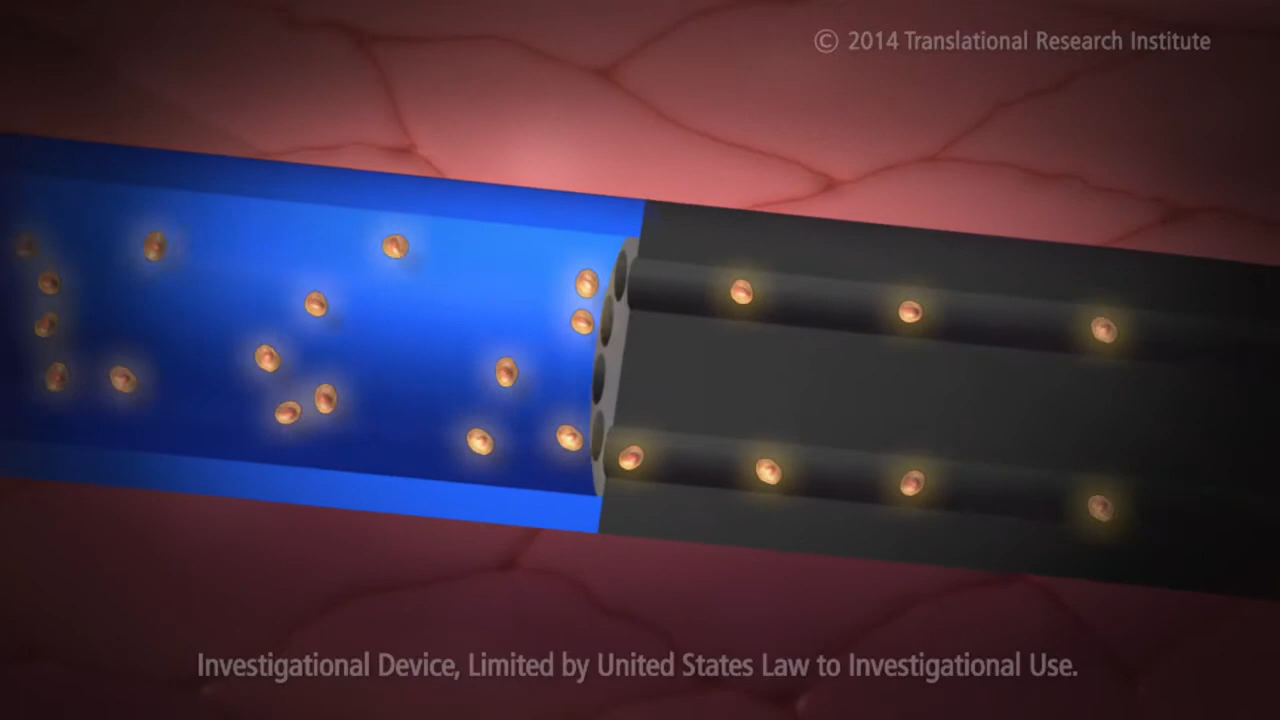 © 2014 Translational Research Institute
Investigational Device, Limited by United States Law to Investigational Use.